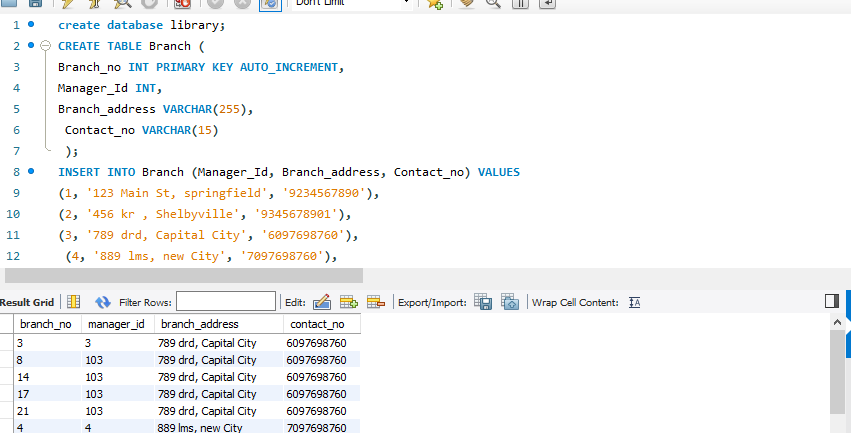 Don't Limit
1 create database library;
2 CREATE TABLE Branch (
3 Branch_no INT PRIMARY KEY AUTO_INCREMENT,
4 Manager_Id INT,
5 Branch_address VARCHAR(255),
6 Contact_no VARCHAR(15)
7 );
8 INSERT INTO Branch (Manager_Id, Branch_address, Contact_no) VALUES
9 (1, '123 Main St, springfield', '9234567890'),
10 (2, '456 kr , Shelbyville', '9345678901'),
11 (3, '789 drd, Capital City', '6097698760'),
12 (4, '889 lms, new City', '7097698760'),
Result Grid Filter Rows: Edit: Export/Import: Wrap Cell Content:
branch_no manager_id branch_address contact_no
3 3 789 drd, Capital City 6097698760
8 103 789 drd, Capital City 6097698760
14 103 789 drd, Capital City 6097698760
17 103 789 drd, Capital City 6097698760
21 103 789 drd, Capital City 6097698760
4 4 889 lms, new City 7097698760